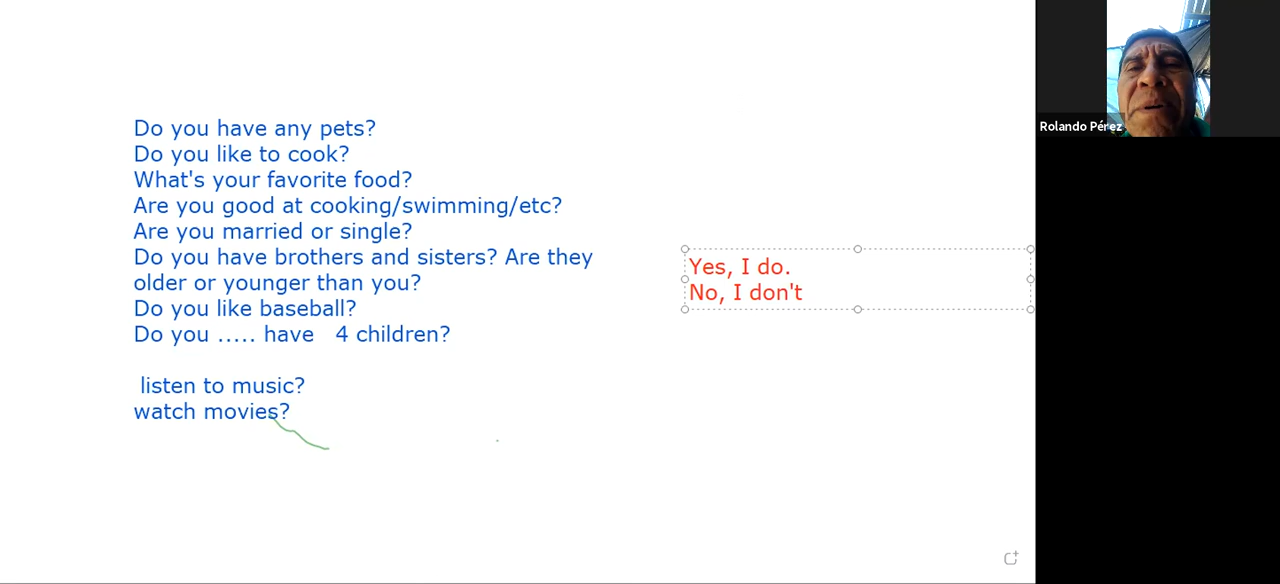 Do you have any pets?
Do you like to cook?
What's your favorite food?
Are you good at cooking/swimming/etc?
Are you married or single?
Do you have brothers and sisters? Are they
older or younger than you?
Do you like baseball?
Do you ..... have   4 children?
listen to music?
watch movies?
Yes, I do.
No, I don't
Rolando Pérez